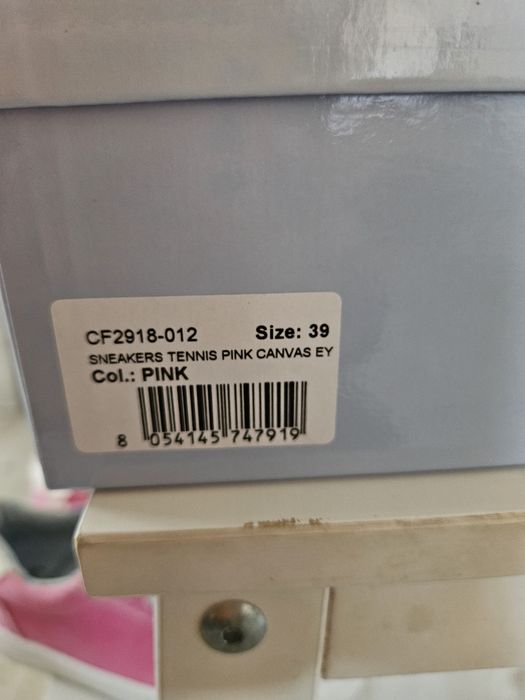 CF2918-012 Size: 39
SNEAKERS TENNIS PINK CANVAS EY
Col.: PINK
8 054145 747919